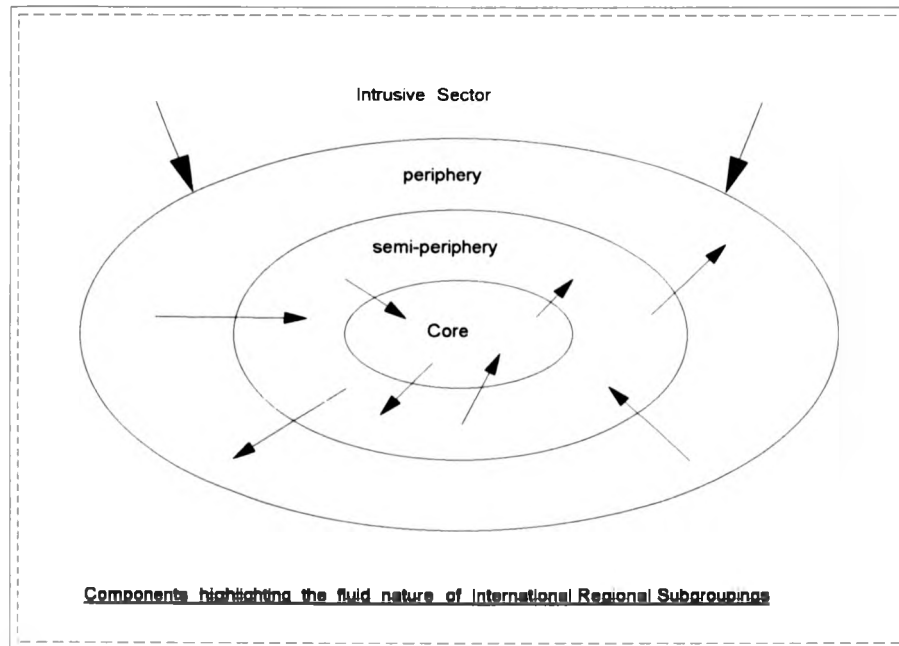 Intrusive Sector
periphery
semi-periphery
Core
Components highlighting the fluid nature of International Regional Subgroupings